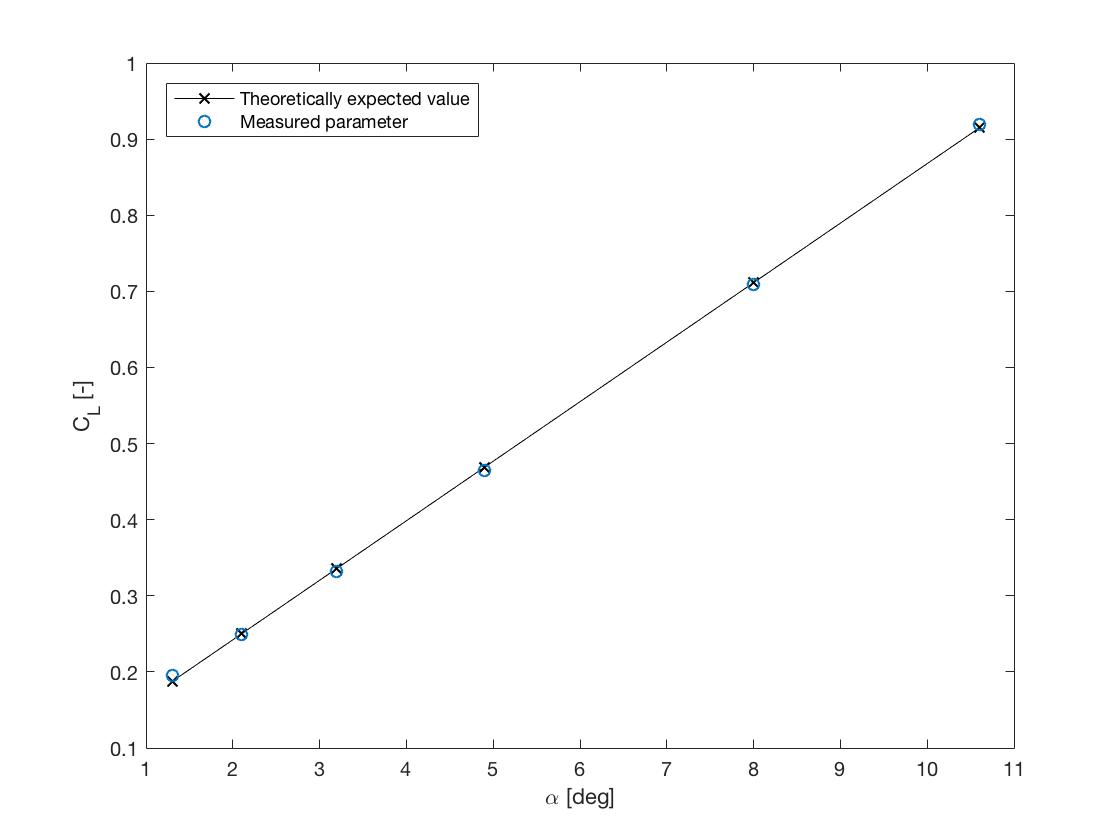 Theoretically expected value
Measured parameter
1
0.9
0.8
0.7
0.6
0.5
0.4
0.3
0.2
0.1
C_L [-]
1 2 3 4 5 6 7 8 9 10 11
α [deg]